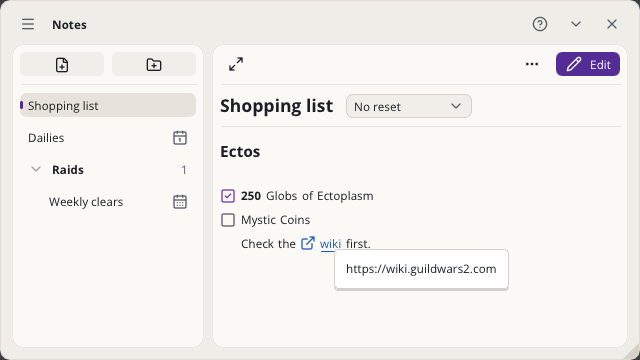 Notes
Edit
Shopping list
Dailies
Raids 1
Weekly clears
Shopping list No reset
Ectos
250 Globs of Ectoplasm
Mystic Coins
Check the wiki first.
https://wiki.guildwars2.com